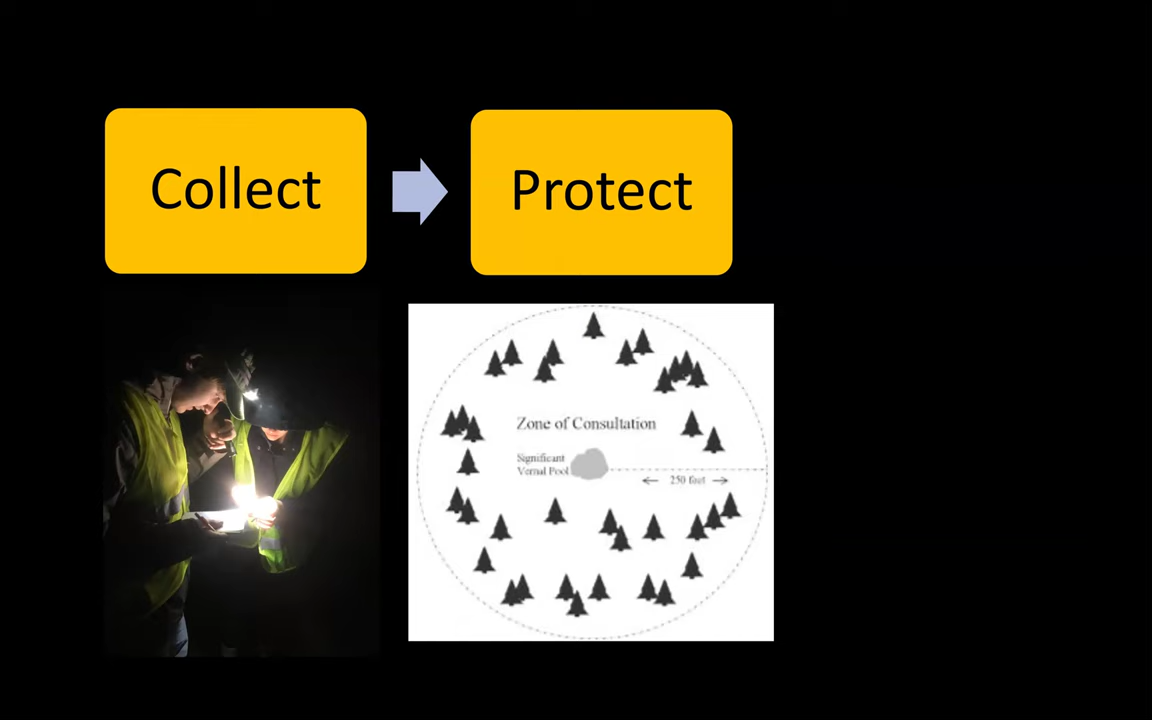 Collect
Protect
Zone of Consultation
Significant
Vernal Pool
250 feet